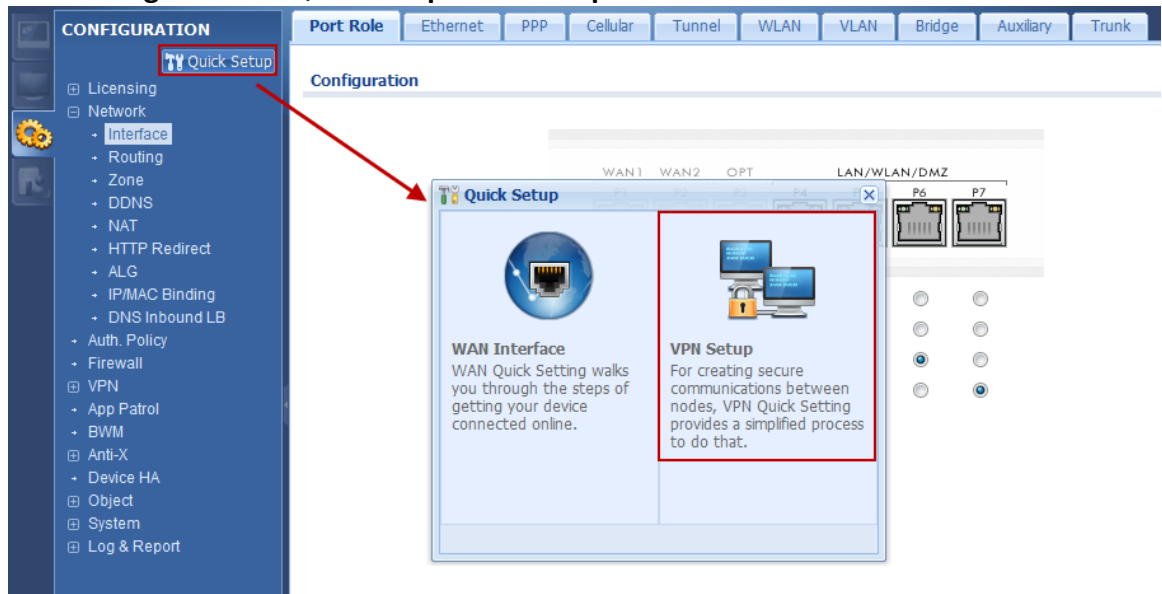 CONFIGURATION
Quick Setup
Licensing
Network
Interface
Routing
Zone
DDNS
NAT
HTTP Redirect
ALG
IP/MAC Binding
DNS Inbound LB
Auth. Policy
Firewall
VPN
App Patrol
BWM
Anti-X
Device HA
Object
System
Log & Report
Port Role Ethernet PPP Cellular Tunnel WLAN VLAN Bridge Auxiliary Trunk
Configuration
WAN1 WAN2 OPT LAN/WLAN/DMZ
P6 P7
Quick Setup
WAN Interface
WAN Quick Setting walks
you through the steps of
getting your device
connected online.
VPN Setup
For creating secure
communications between
nodes, VPN Quick Setting
provides a simplified process
to do that.